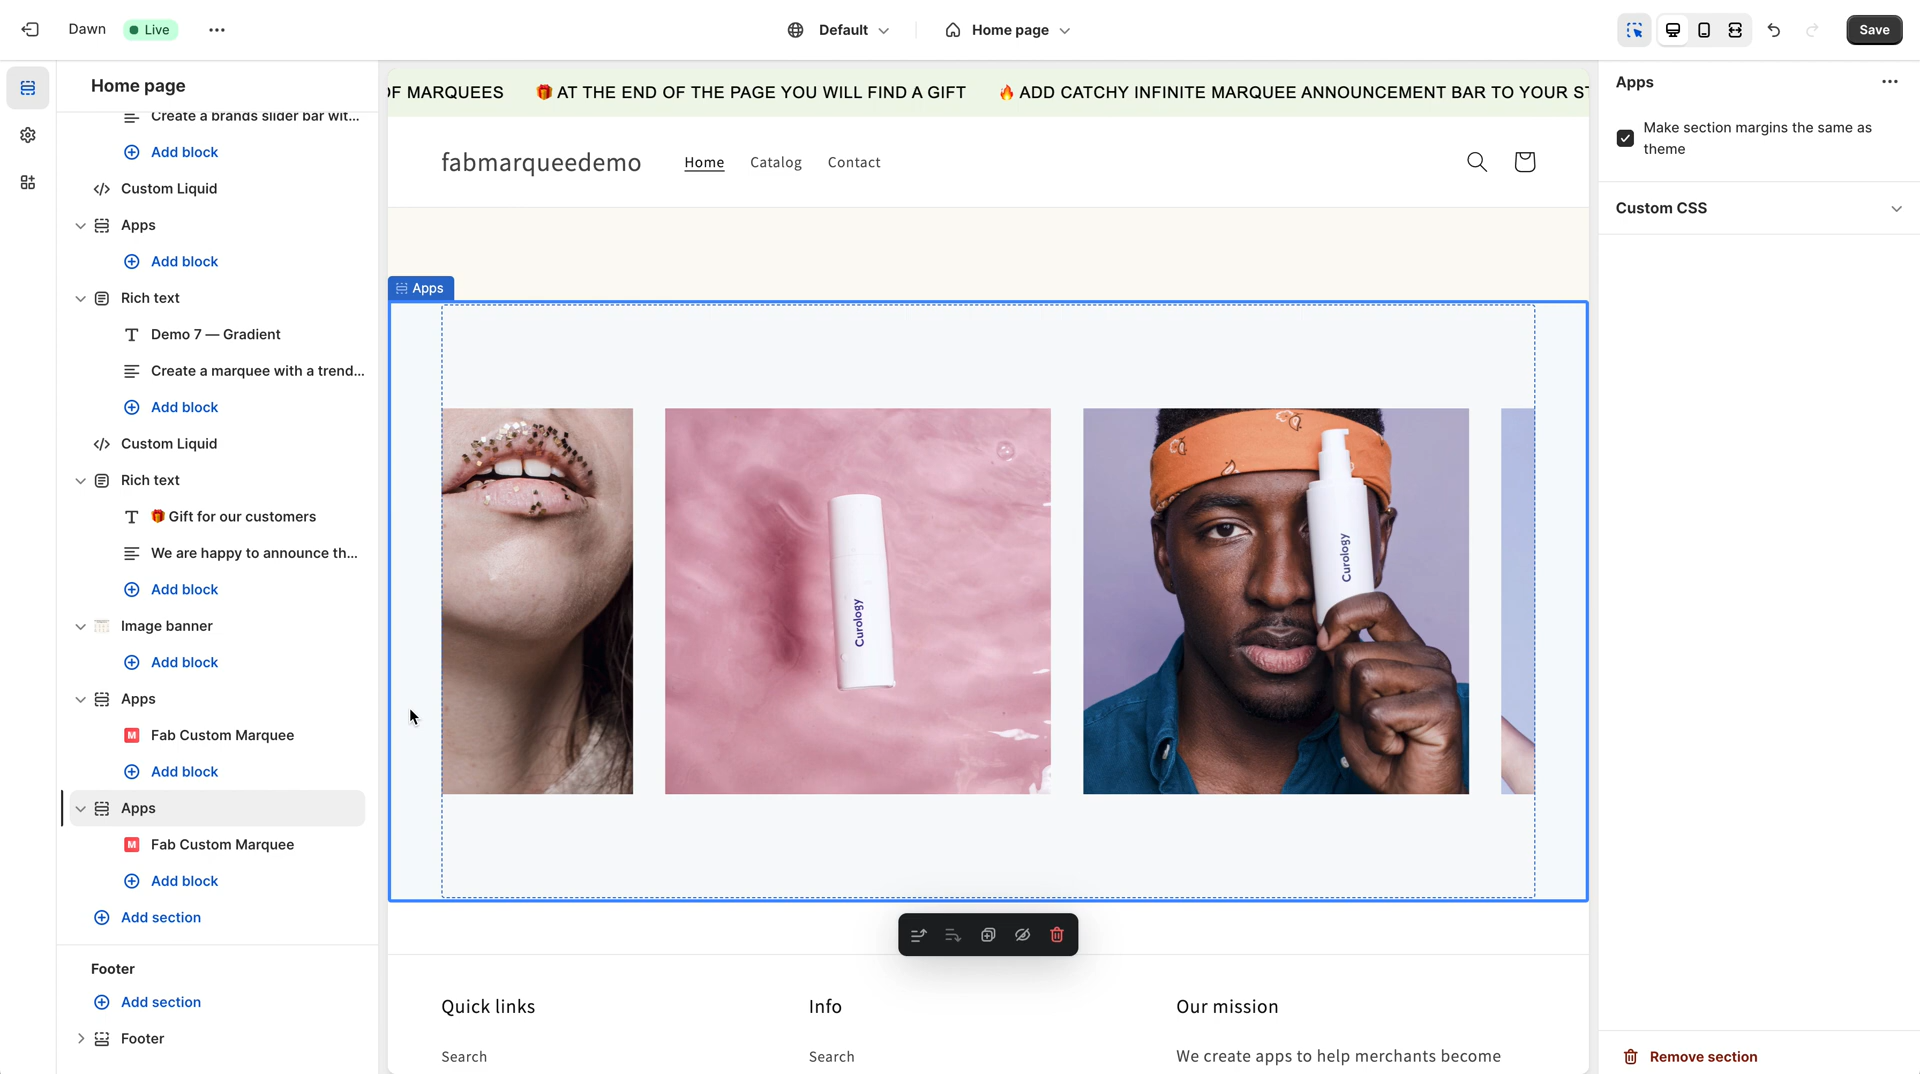 Dawn
Live
Default
Home page
Save
Home page
Create a brands slider bar wit...
Add block
Custom Liquid
Apps
Add block
Rich text
Demo 7 — Gradient
Create a marquee with a trend...
Add block
Custom Liquid
Rich text
🎁 Gift for our customers
We are happy to announce th...
Add block
Image banner
Add block
Apps
M Fab Custom Marquee
Add block
Apps
M Fab Custom Marquee
Add block
Add section
Footer
Add section
Footer
OF MARQUEES 🎁 AT THE END OF THE PAGE YOU WILL FIND A GIFT 🔥 ADD CATCHY INFINITE MARQUEE ANNOUNCEMENT BAR TO YOUR ST
fabmarqueedemo
Home
Catalog
Contact
Apps
Curology
Curology
Quick links
Search
Info
Search
Our mission
We create apps to help merchants become
Apps
Make section margins the same as
theme
Custom CSS
Remove section